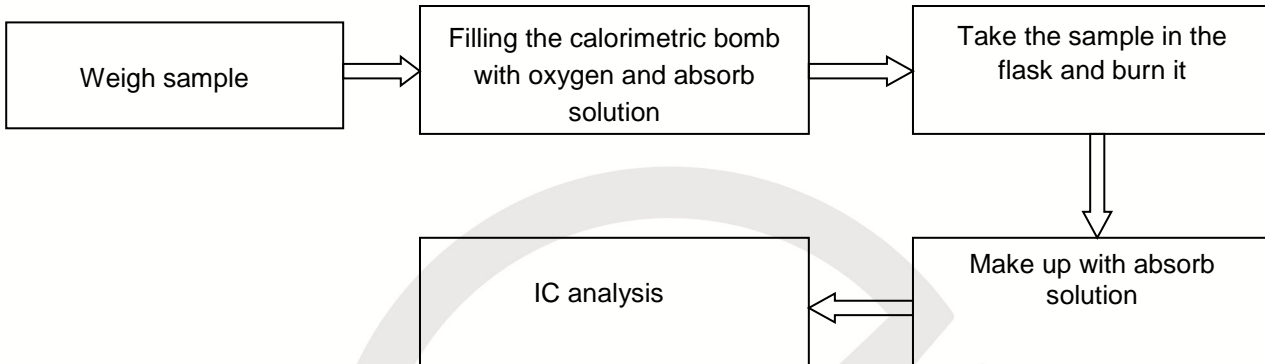 Weigh sample
Filling the calorimetric bomb
with oxygen and absorb
solution
Take the sample in the
flask and burn it
Make up with absorb
solution
IC analysis